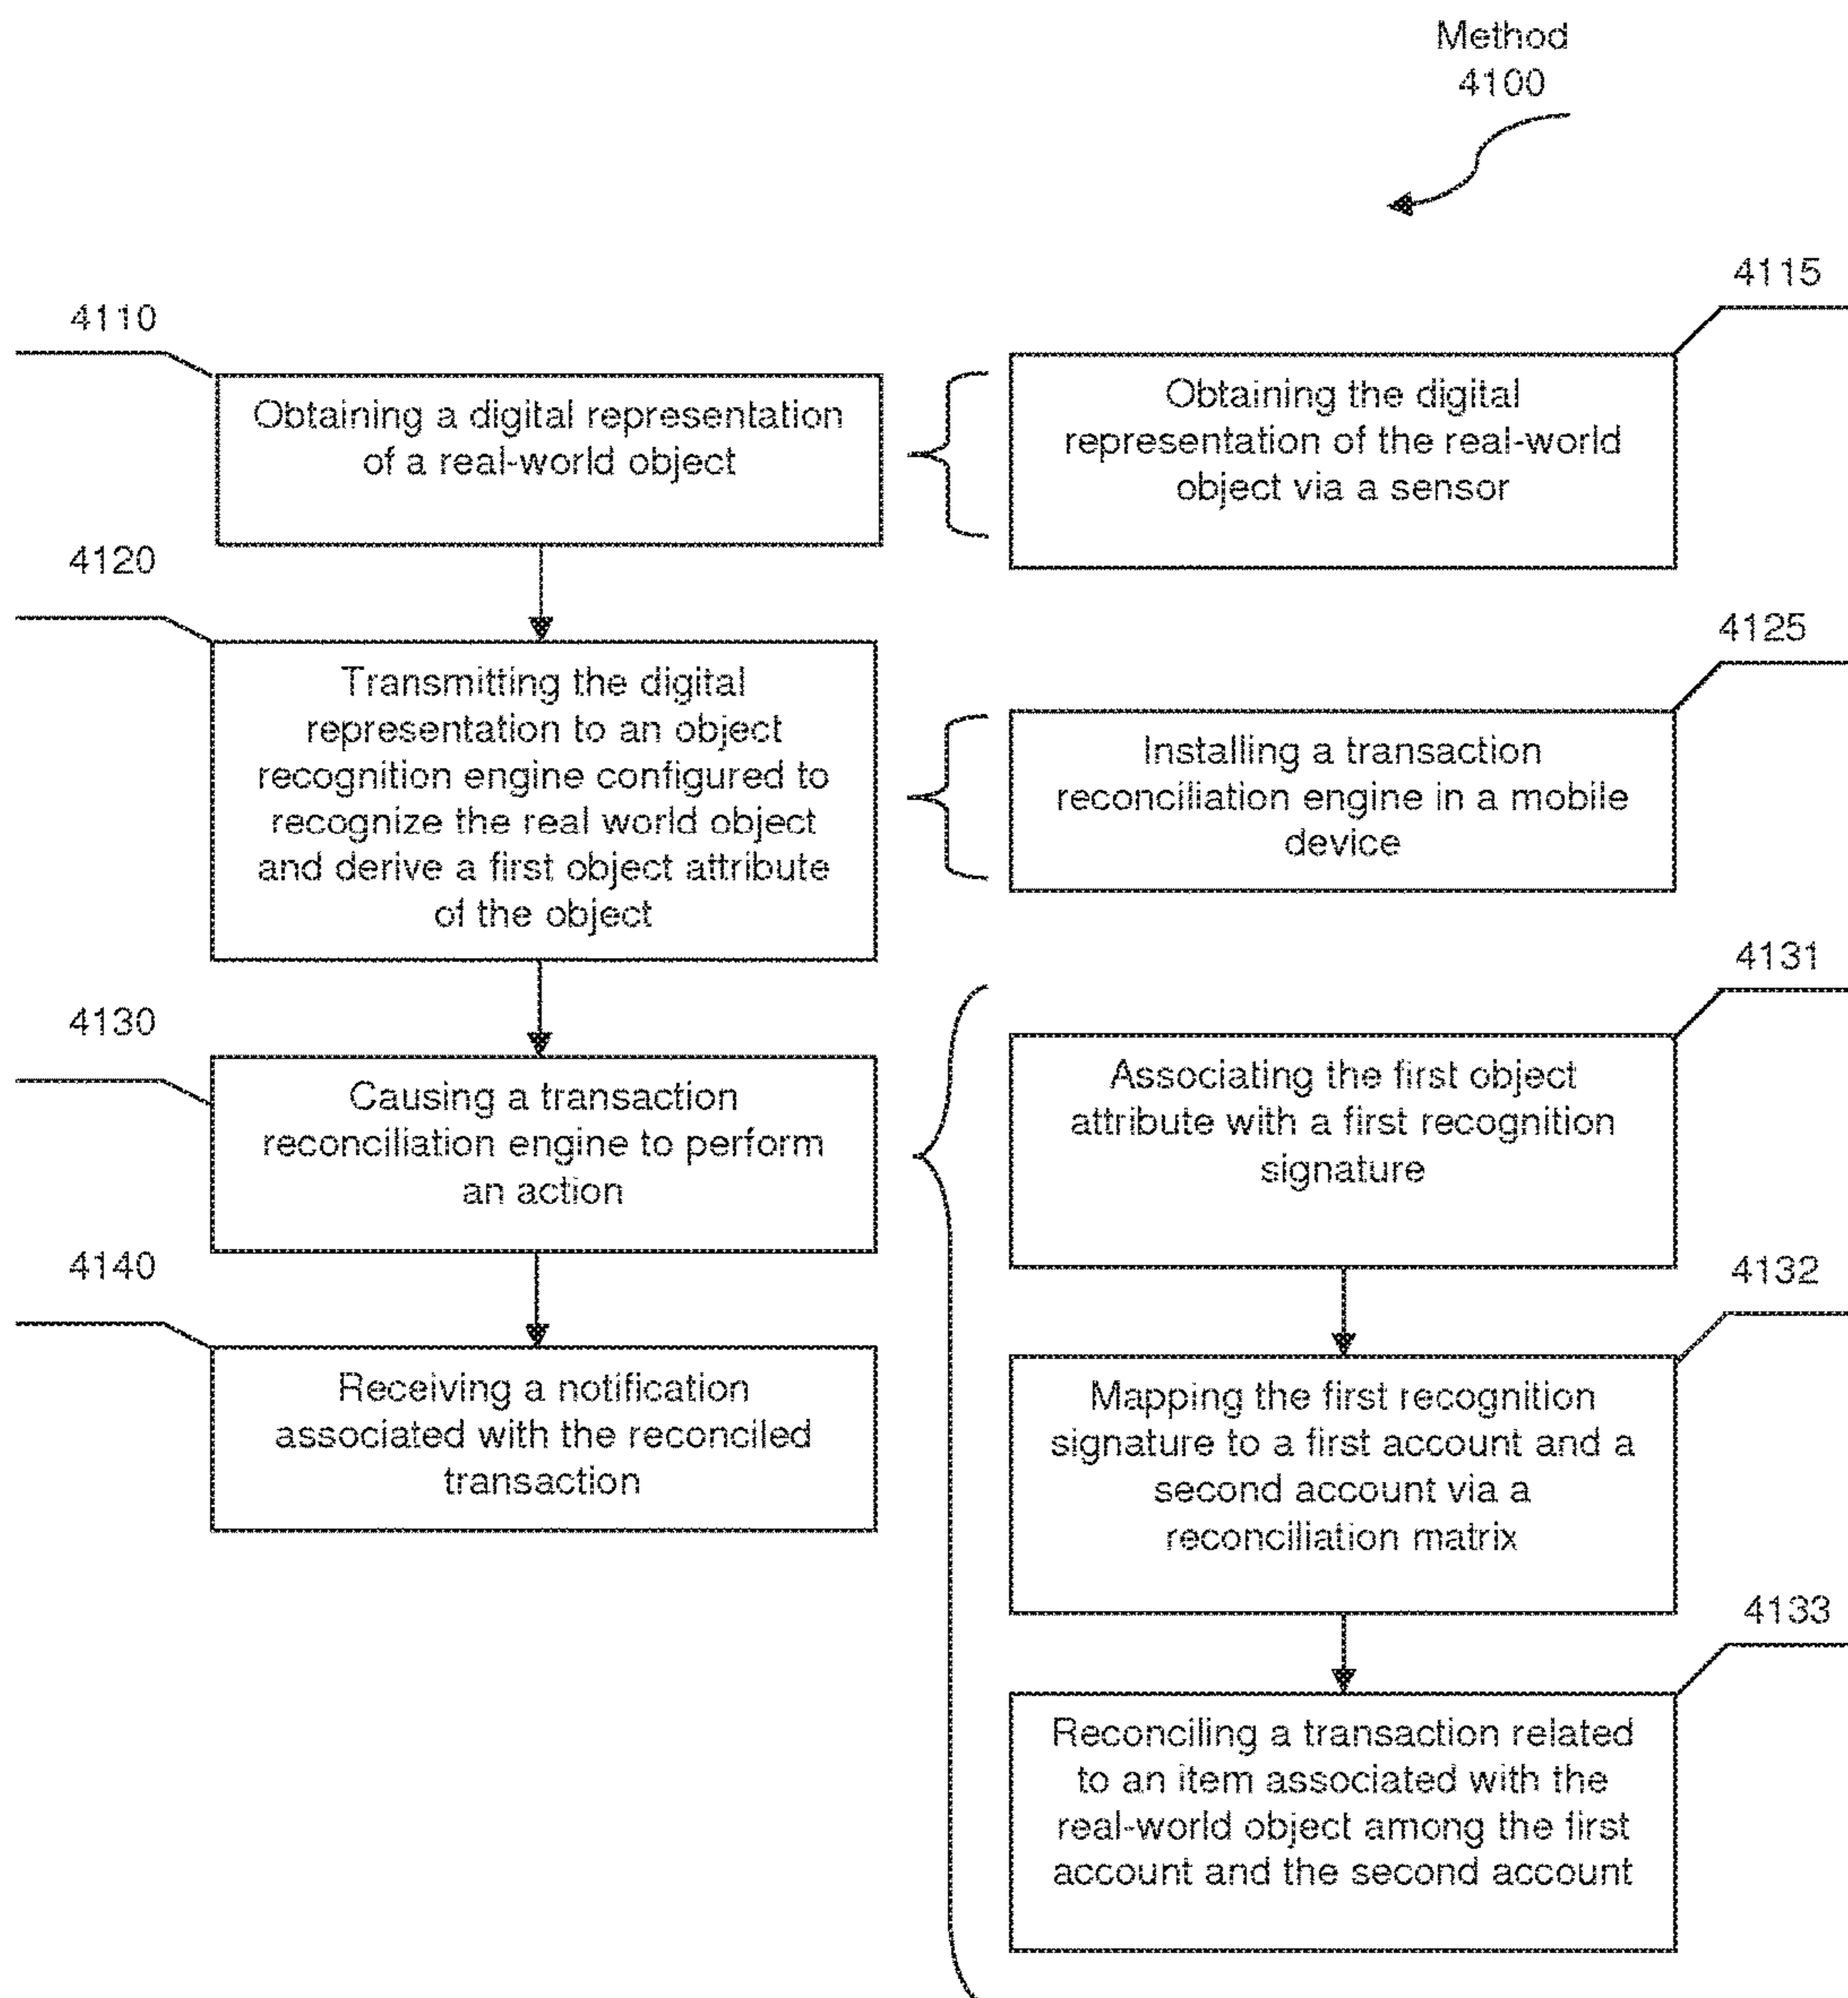 Method
4100
4110
Obtaining a digital representation
of a real-world object
4115
Obtaining the digital
representation of the real-world
object via a sensor
4120
Transmitting the digital
representation to an object
recognition engine configured to
recognize the real world object
and derive a first object attribute
of the object
4125
Installing a transaction
reconciliation engine in a mobile
device
4130
Causing a transaction
reconciliation engine to perform
an action
4131
Associating the first object
attribute with a first recognition
signature
4132
Mapping the first recognition
signature to a first account and a
second account via a
reconciliation matrix
4133
Reconciling a transaction related
to an item associated with the
real-world object among the first
account and the second account
4140
Receiving a notification
associated with the reconciled
transaction